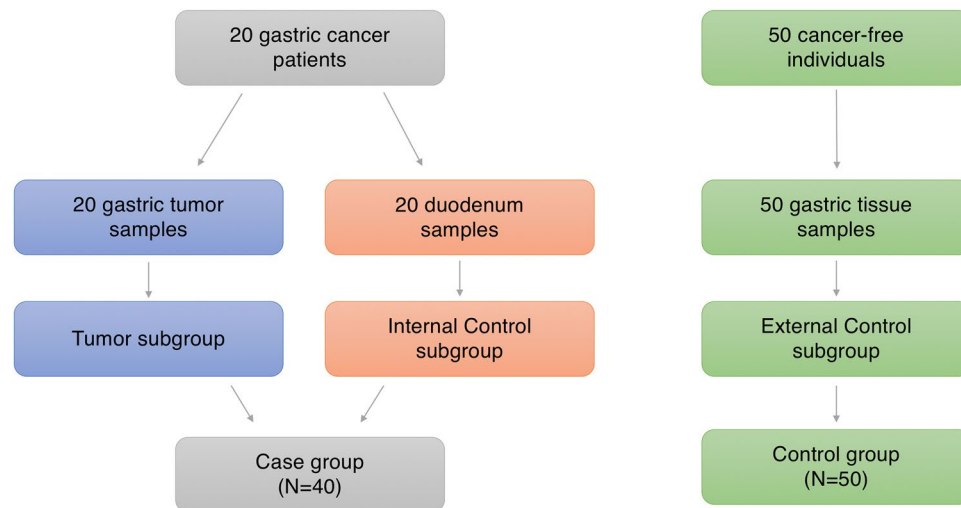 20 gastric cancer
patients
50 cancer-free
individuals
20 gastric tumor
samples
20 duodenum
samples
50 gastric tissue
samples
Tumor subgroup
Internal Control
subgroup
External Control
subgroup
Case group
(N=40)
Control group
(N=50)